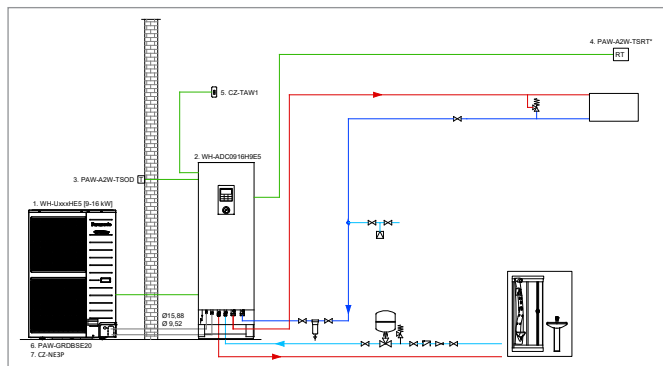 4. PAW-A2W-TSRT*
RT
5. CZ-TAW1
2. WH-ADC0916H9E5
3. PAW-A2W-TSOD
T
1. WH-UxxxHE5 [9-16 kW]
Panasonic
Ø15,88
Ø 9,52
6. PAW-GRDBSE20
7. CZ-NE3P